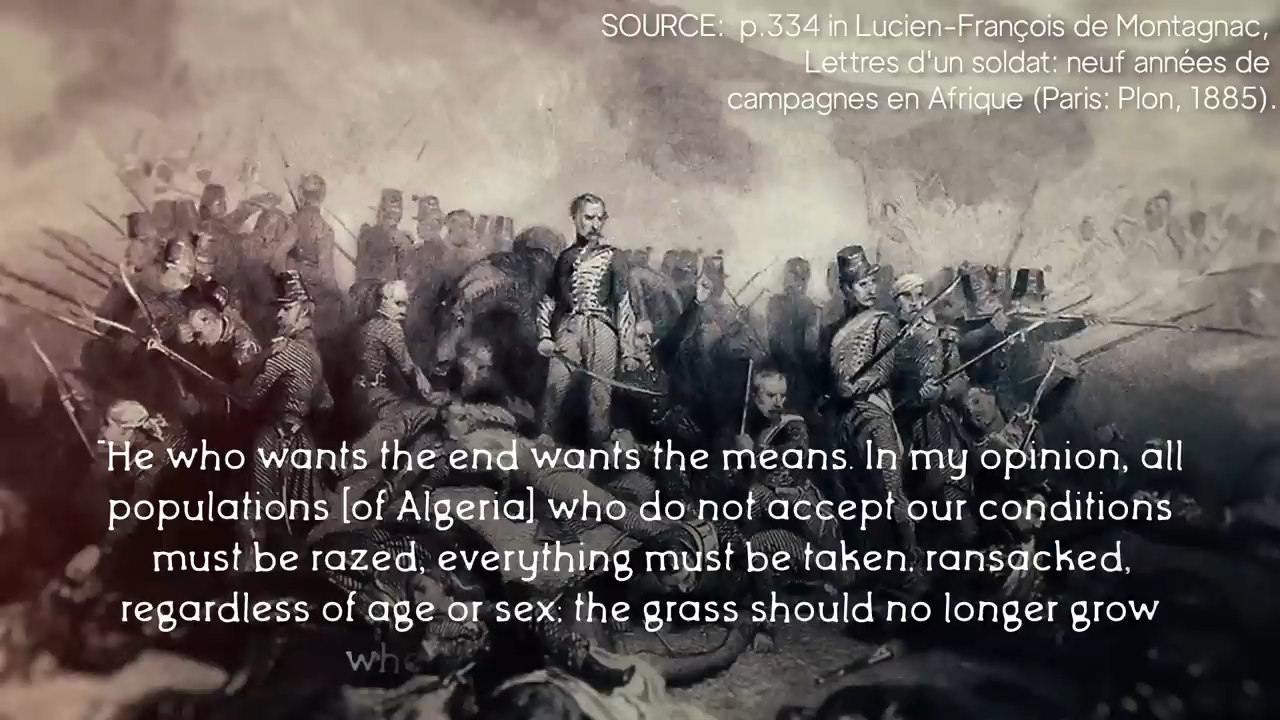 SOURCE: p.334 in Lucien-François de Montagnac,
Lettres d'un soldat: neuf années de
campagnes en Afrique (Paris: Plon, 1885).
"He who wants the end wants the means. In my opinion, all
populations [of Algeria] who do not accept our conditions
must be razed, everything must be taken, ransacked,
regardless of age or sex: the grass should no longer grow
whe